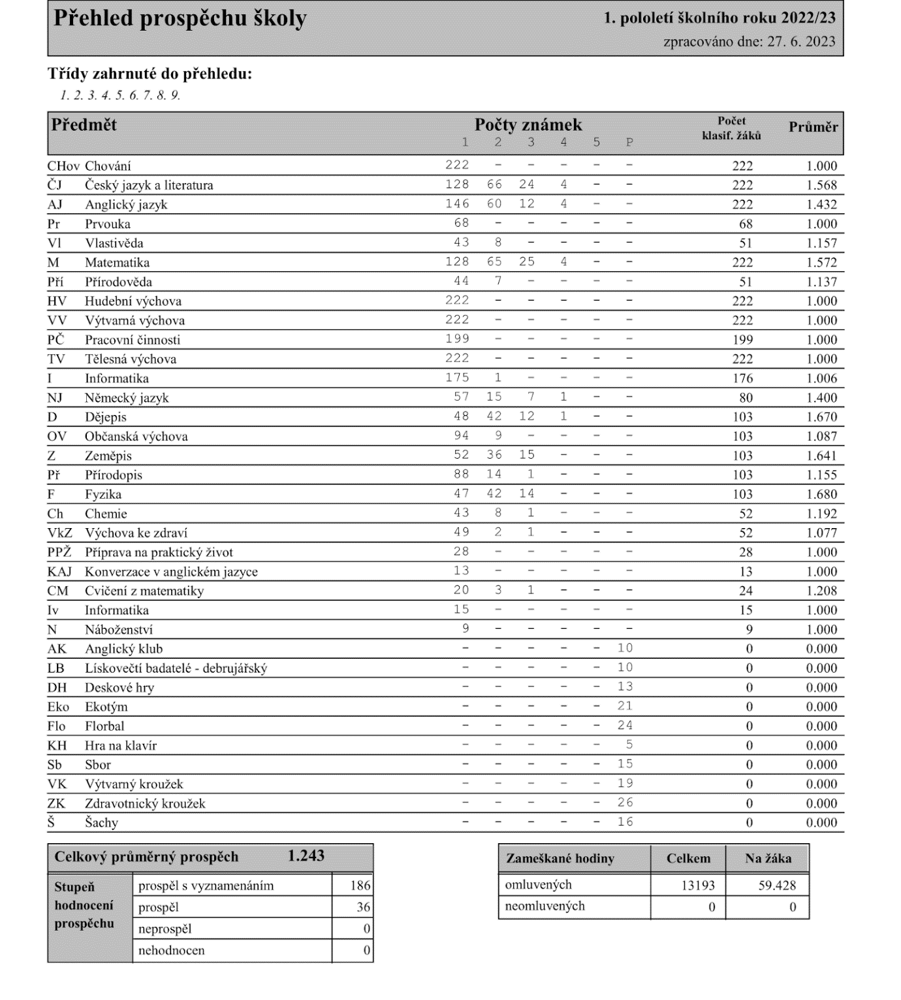 Přehled prospěchu školy 1. pololetí školního roku 2022/23
zpracováno dne: 27. 6. 2023
Třídy zahrnuté do přehledu:
1. 2. 3. 4. 5. 6. 7. 8. 9.
Předmět Počty známek Počet klasif. žáků Průměr
1 2 3 4 5 P
CHov Chování 222 - - - - - 222 1.000
ČJ Český jazyk a literatura 128 66 24 4 - - 222 1.568
AJ Anglický jazyk 146 60 12 4 - - 222 1.432
Pr Prvouka 68 - - - - - 68 1.000
Vl Vlastivěda 43 8 - - - - 51 1.157
M Matematika 128 65 25 4 - - 222 1.572
Pří Přírodověda 44 7 - - - - 51 1.137
HV Hudební výchova 222 - - - - - 222 1.000
VV Výtvarná výchova 222 - - - - - 222 1.000
PČ Pracovní činnosti 199 - - - - - 199 1.000
TV Tělesná výchova 222 - - - - - 222 1.000
I Informatika 175 1 - - - - 176 1.006
NJ Německý jazyk 57 15 7 1 - - 80 1.400
D Dějepis 48 42 12 1 - - 103 1.670
OV Občanská výchova 94 9 - - - - 103 1.087
Z Zeměpis 52 36 15 - - - 103 1.641
Př Přírodopis 88 14 1 - - - 103 1.155
F Fyzika 47 42 14 - - - 103 1.680
Ch Chemie 43 8 1 - - - 52 1.192
VkZ Výchova ke zdraví 49 2 1 - - - 52 1.077
PPŽ Příprava na praktický život 28 - - - - - 28 1.000
KAJ Konverzace v anglickém jazyce 13 - - - - - 13 1.000
CM Cvičení z matematiky 20 3 1 - - - 24 1.208
Iv Informatika 15 - - - - - 15 1.000
N Náboženství 9 - - - - - 9 1.000
AK Anglický klub - - - - - 10 0 0.000
LB Lískovečtí badatelé - debrujářský - - - - - 10 0 0.000
DH Deskové hry - - - - - 13 0 0.000
Eko Ekotým - - - - - 21 0 0.000
Flo Florbal - - - - - 24 0 0.000
KH Hra na klavír - - - - - 5 0 0.000
Sb Sbor - - - - - 15 0 0.000
VK Výtvarný kroužek - - - - - 19 0 0.000
ZK Zdravotnický kroužek - - - - - 26 0 0.000
Š Šachy - - - - - 16 0 0.000
Celkový průměrný prospěch 1.243
Stupeň hodnocení prospěchu
prospěl s vyznamenáním 186
prospěl 36
neprospěl 0
nehodnocen 0
Zameškané hodiny Celkem Na žáka
omluvených 13193 59.428
neomluvených 0 0